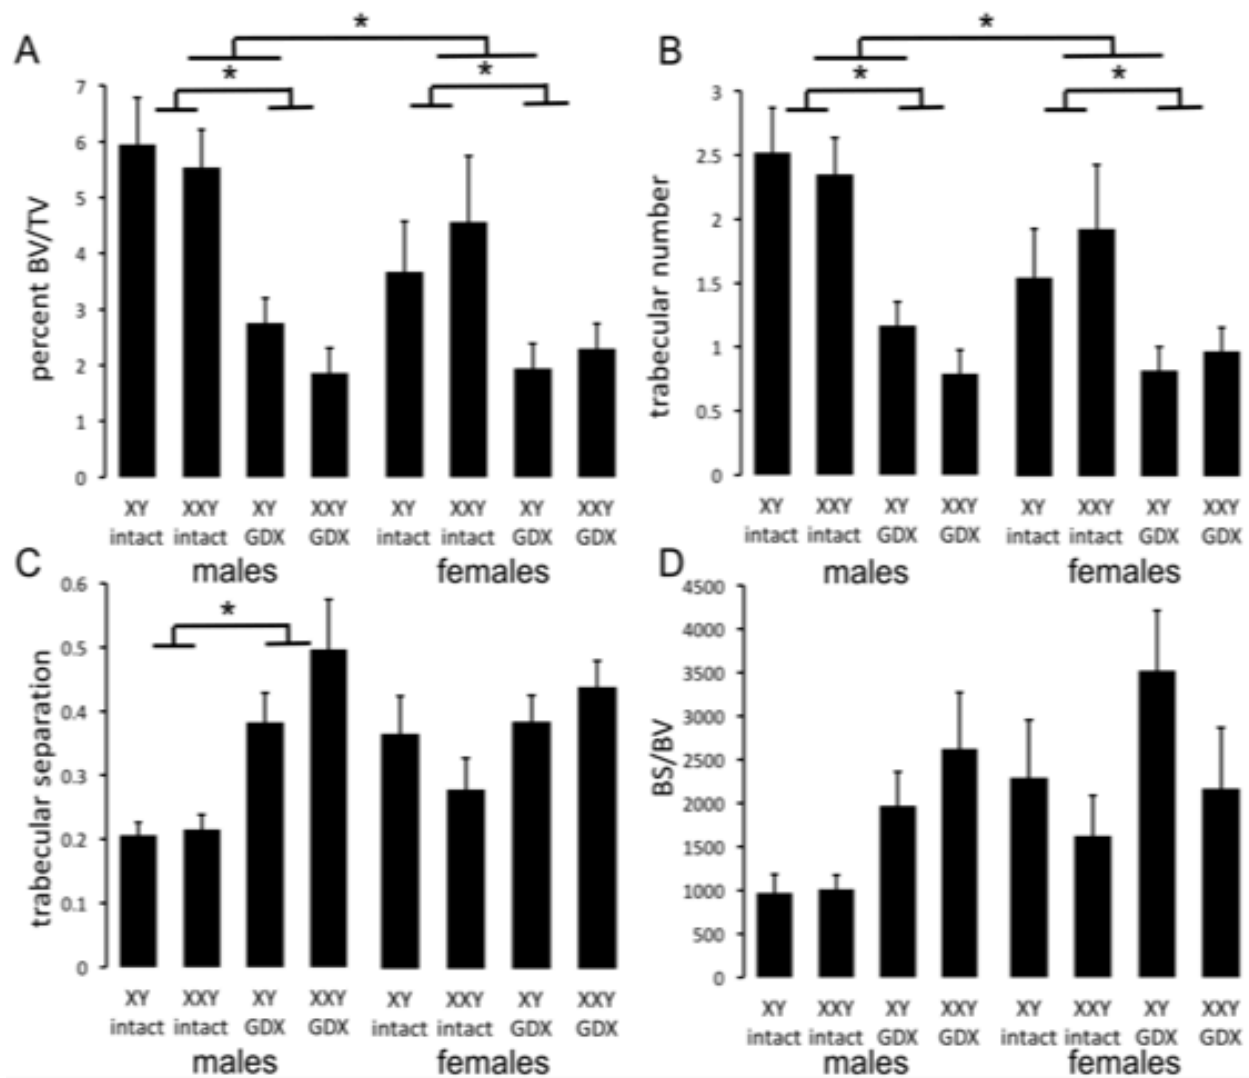 A
*
*
*
percent BV/TV
7
6
5
4
3
2
1
0
XY XXY XY XXY XY XXY XY XXY
intact intact GDX GDX intact intact GDX GDX
males females
B
*
*
*
trabecular number
3
2.5
2
1.5
1
0.5
0
XY XXY XY XXY XY XXY XY XXY
intact intact GDX GDX intact intact GDX GDX
males females
C
*
trabecular separation
0.6
0.5
0.4
0.3
0.2
0.1
0
XY XXY XY XXY XY XXY XY XXY
intact intact GDX GDX intact intact GDX GDX
males females
D
BS/BV
4500
4000
3500
3000
2500
2000
1500
1000
500
0
XY XXY XY XXY XY XXY XY XXY
intact intact GDX GDX intact intact GDX GDX
males females